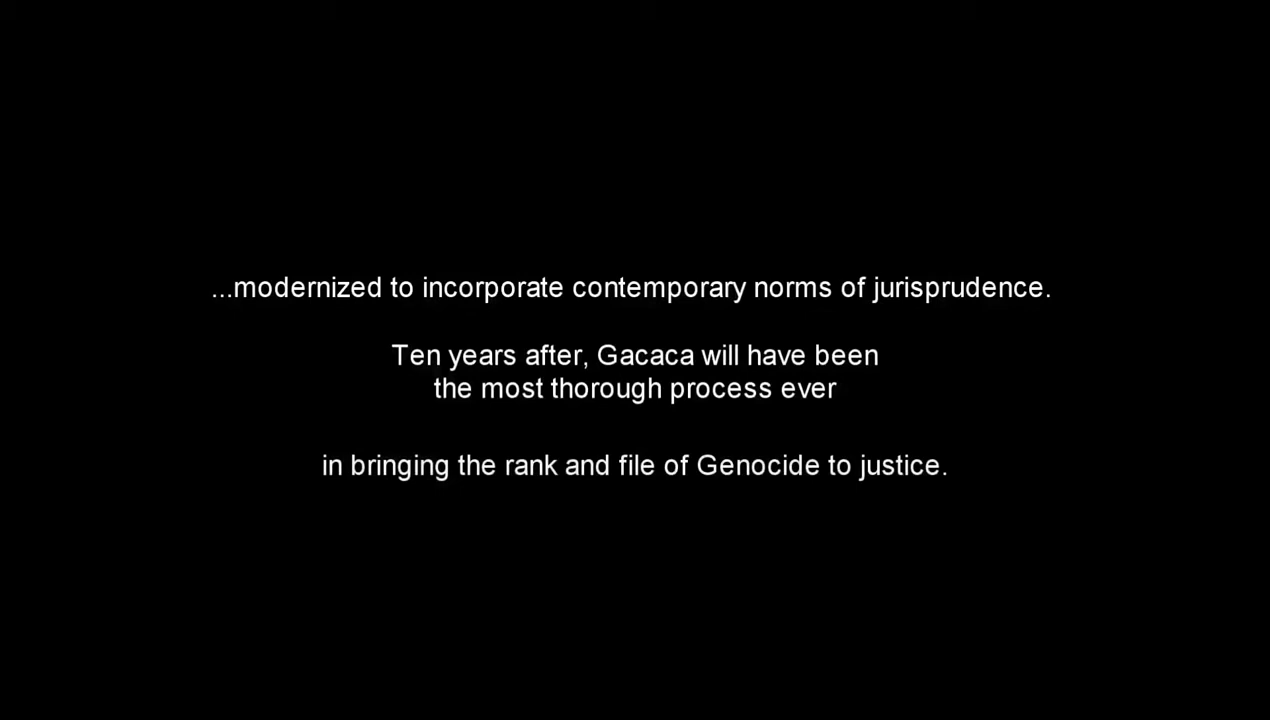 ...modernized to incorporate contemporary norms of jurisprudence.
Ten years after, Gacaca will have been
the most thorough process ever
in bringing the rank and file of Genocide to justice.